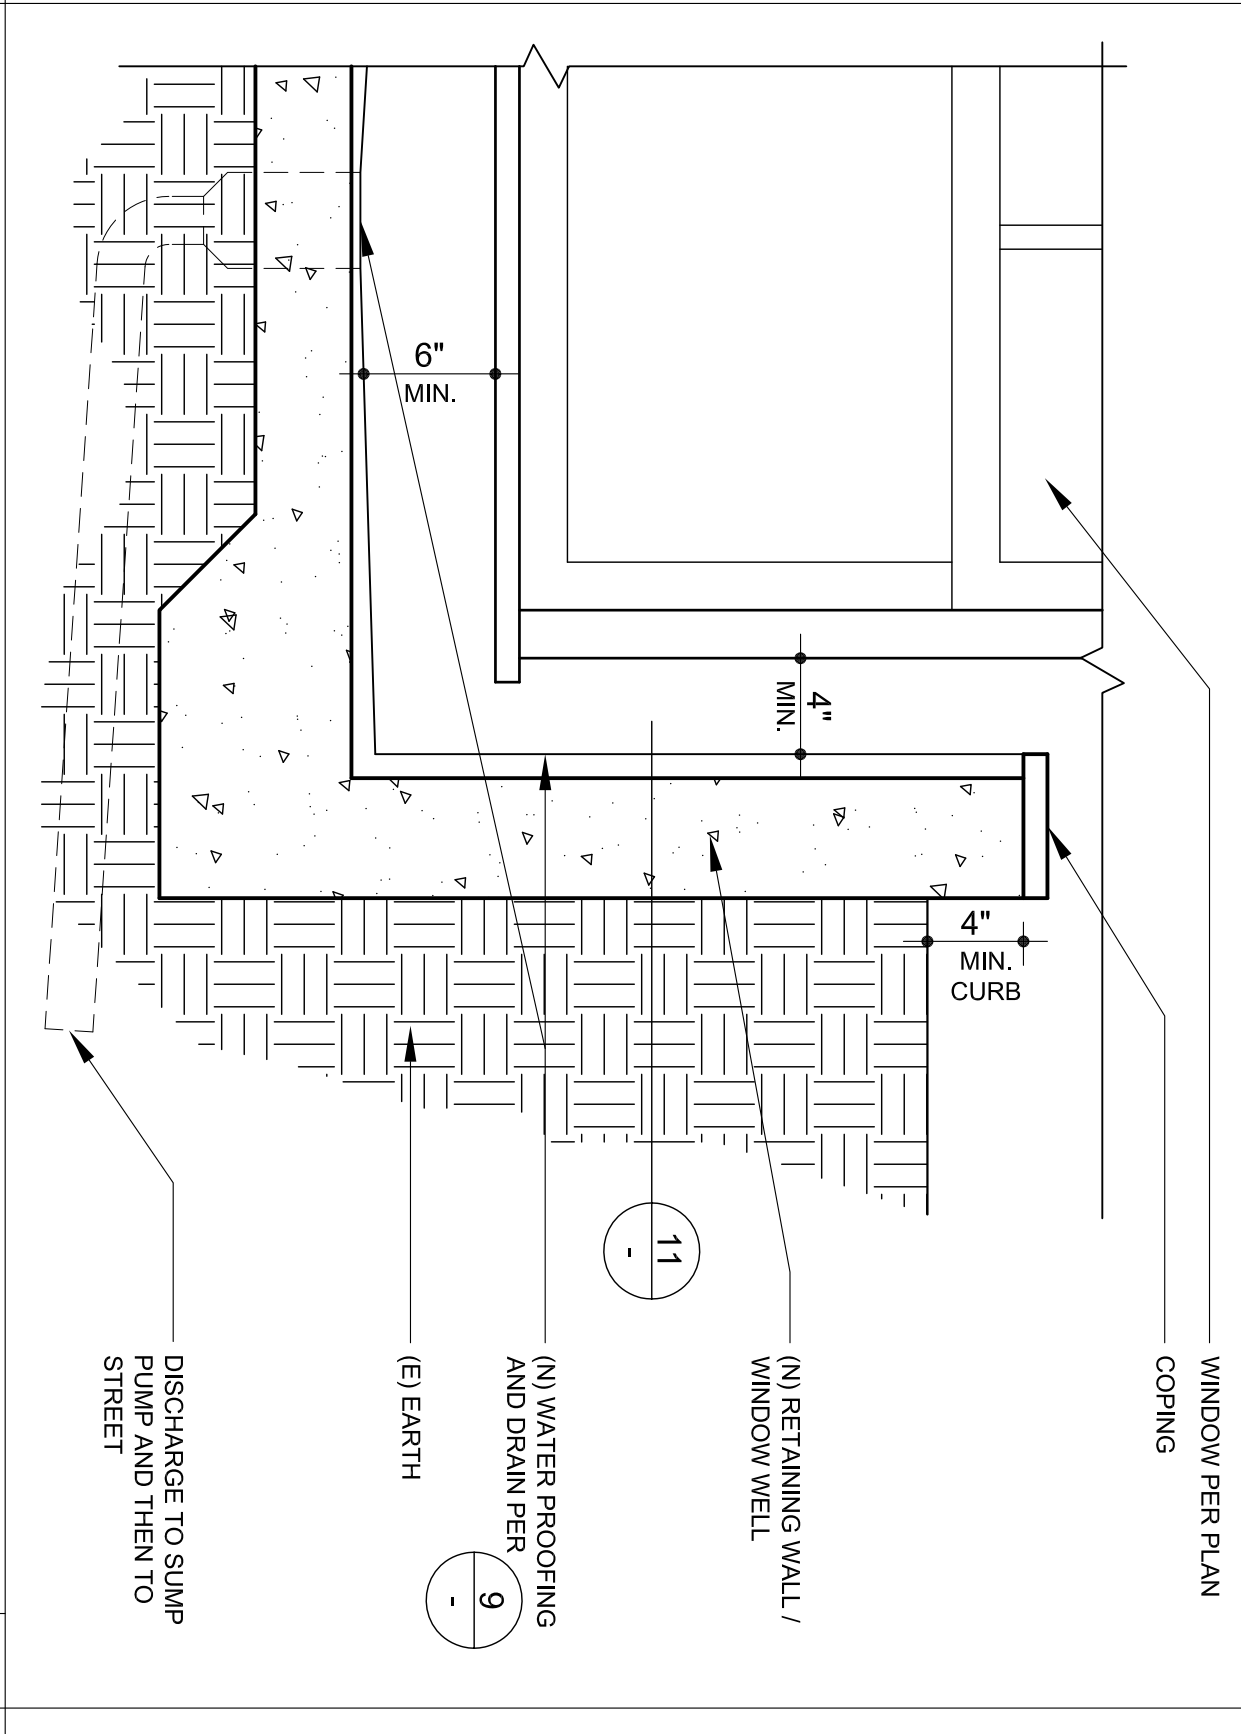 WINDOW PER PLAN
COPING
(N) RETAINING WALL /
WINDOW WELL
(N) WATER PROOFING
AND DRAIN PER
9
-
(E) EARTH
DISCHARGE TO SUMP
PUMP AND THEN TO
STREET
11
-
4"
MIN.
CURB
4"
MIN.
6"
MIN.